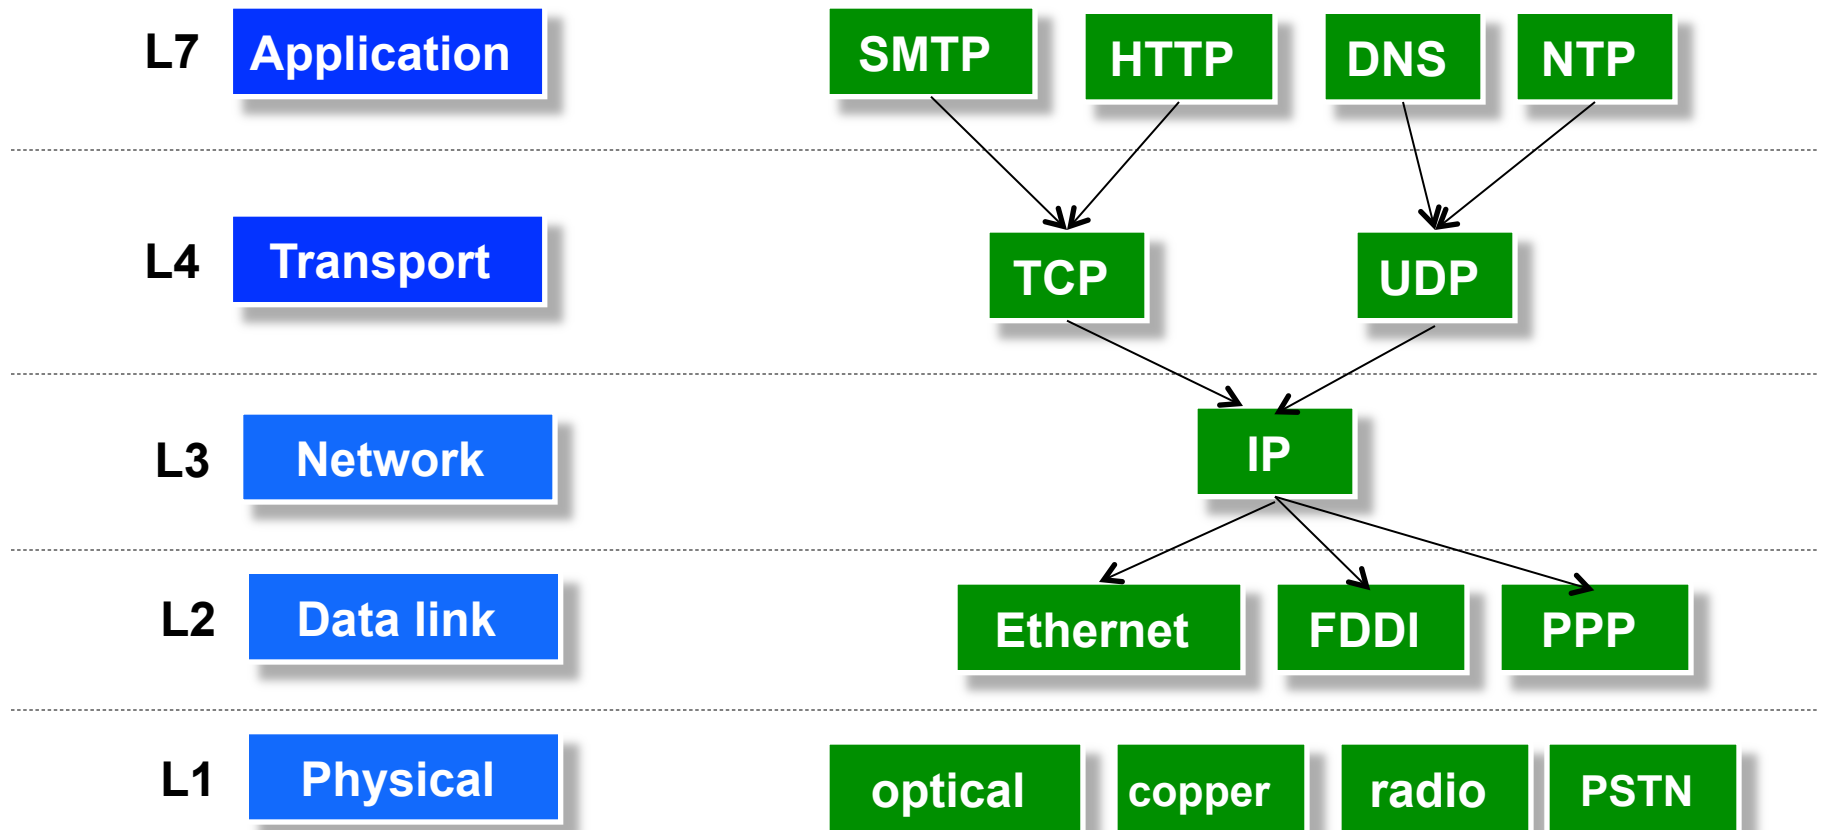 L7 Application SMTP HTTP DNS NTP
L4 Transport TCP UDP
L3 Network IP
L2 Data link Ethernet FDDI PPP
L1 Physical optical copper radio PSTN